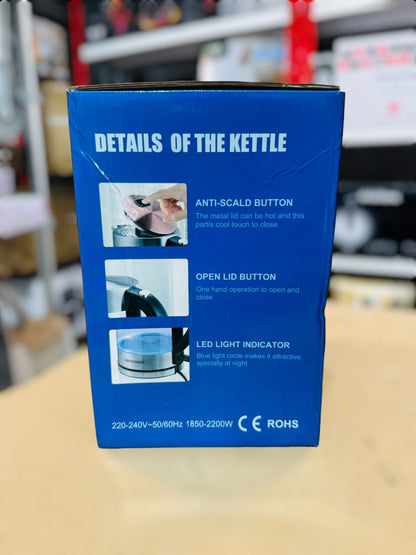 DETAILS OF THE KETTLE
ANTI-SCALD BUTTON
The metal lid can be hot and this
partis cool touch to close
OPEN LID BUTTON
One hand operation to open and
close
LED LIGHT INDICATOR
Blue light circle makes it attractive
specially at night
220-240V~50/60Hz 1850-2200W CE ROHS